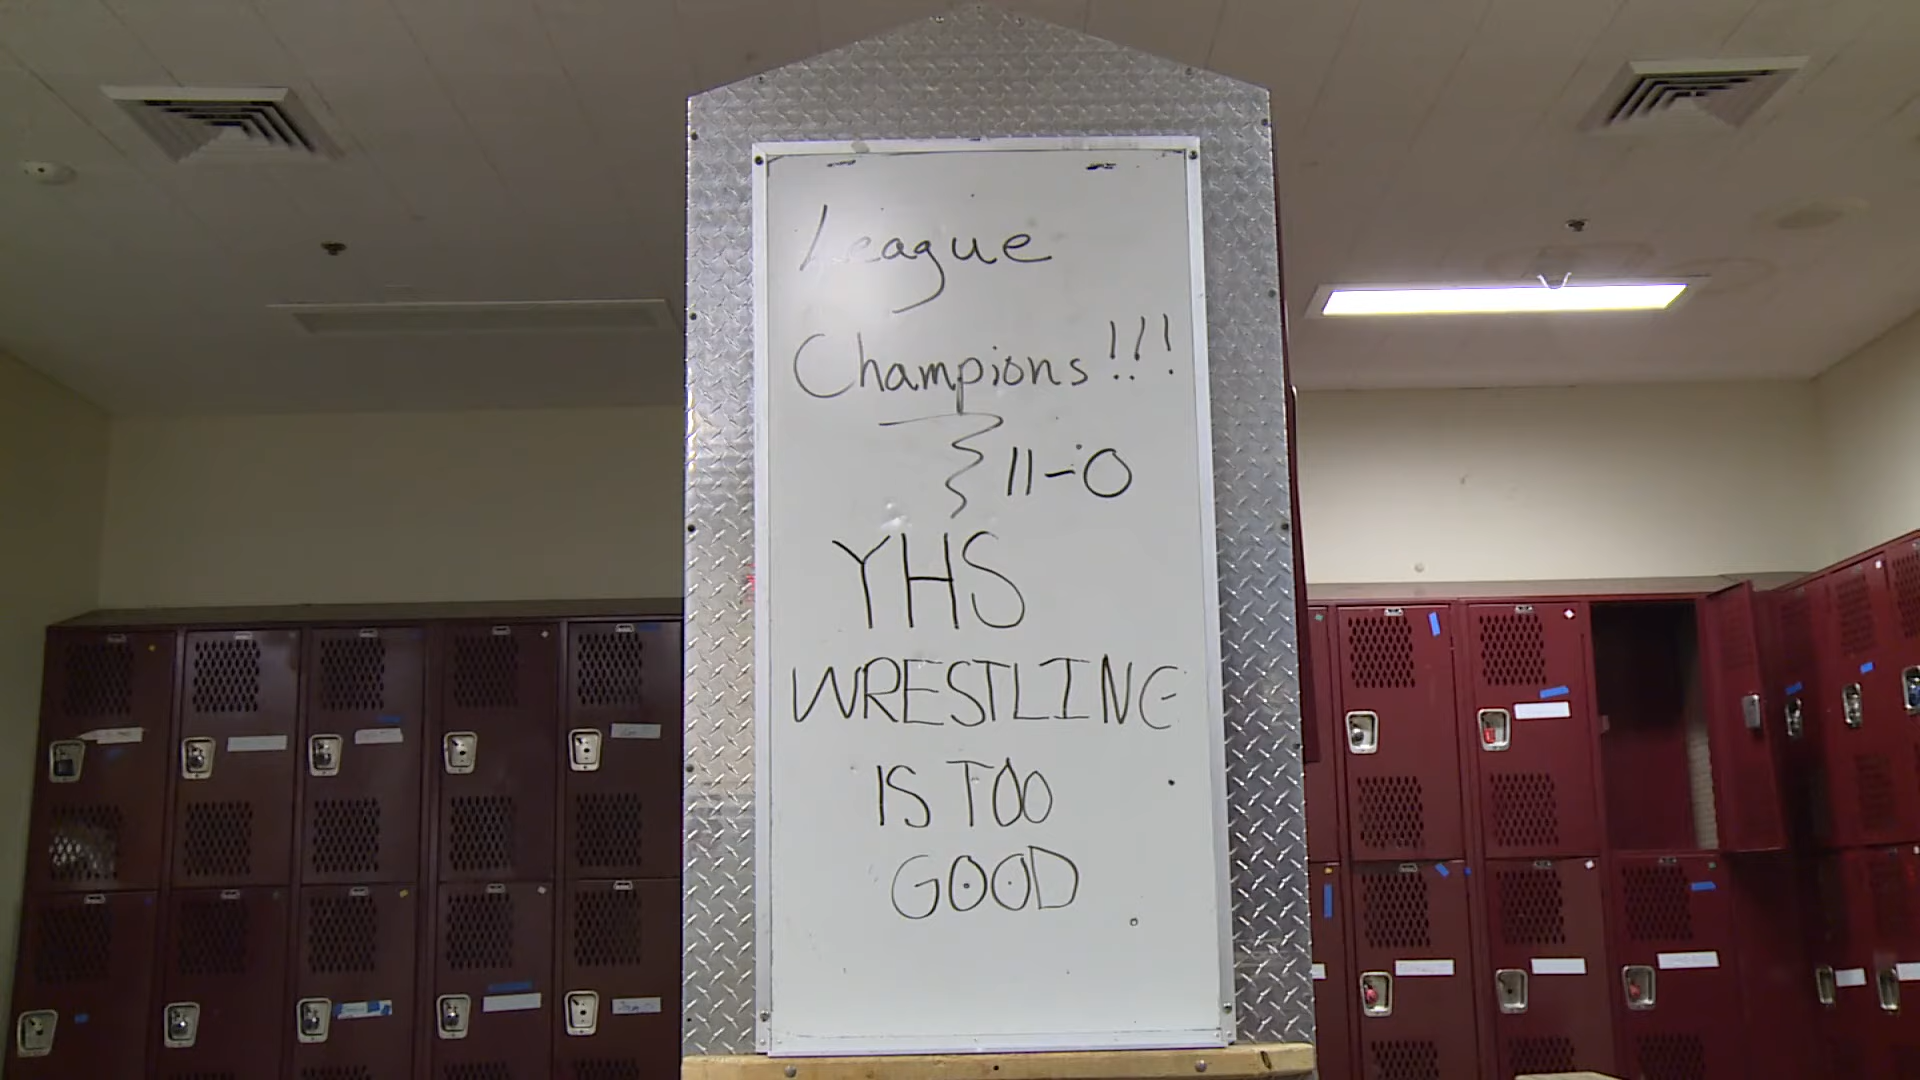 League
Champions!!!
11-0
YHS
WRESTLING
IS TOO
GOOD